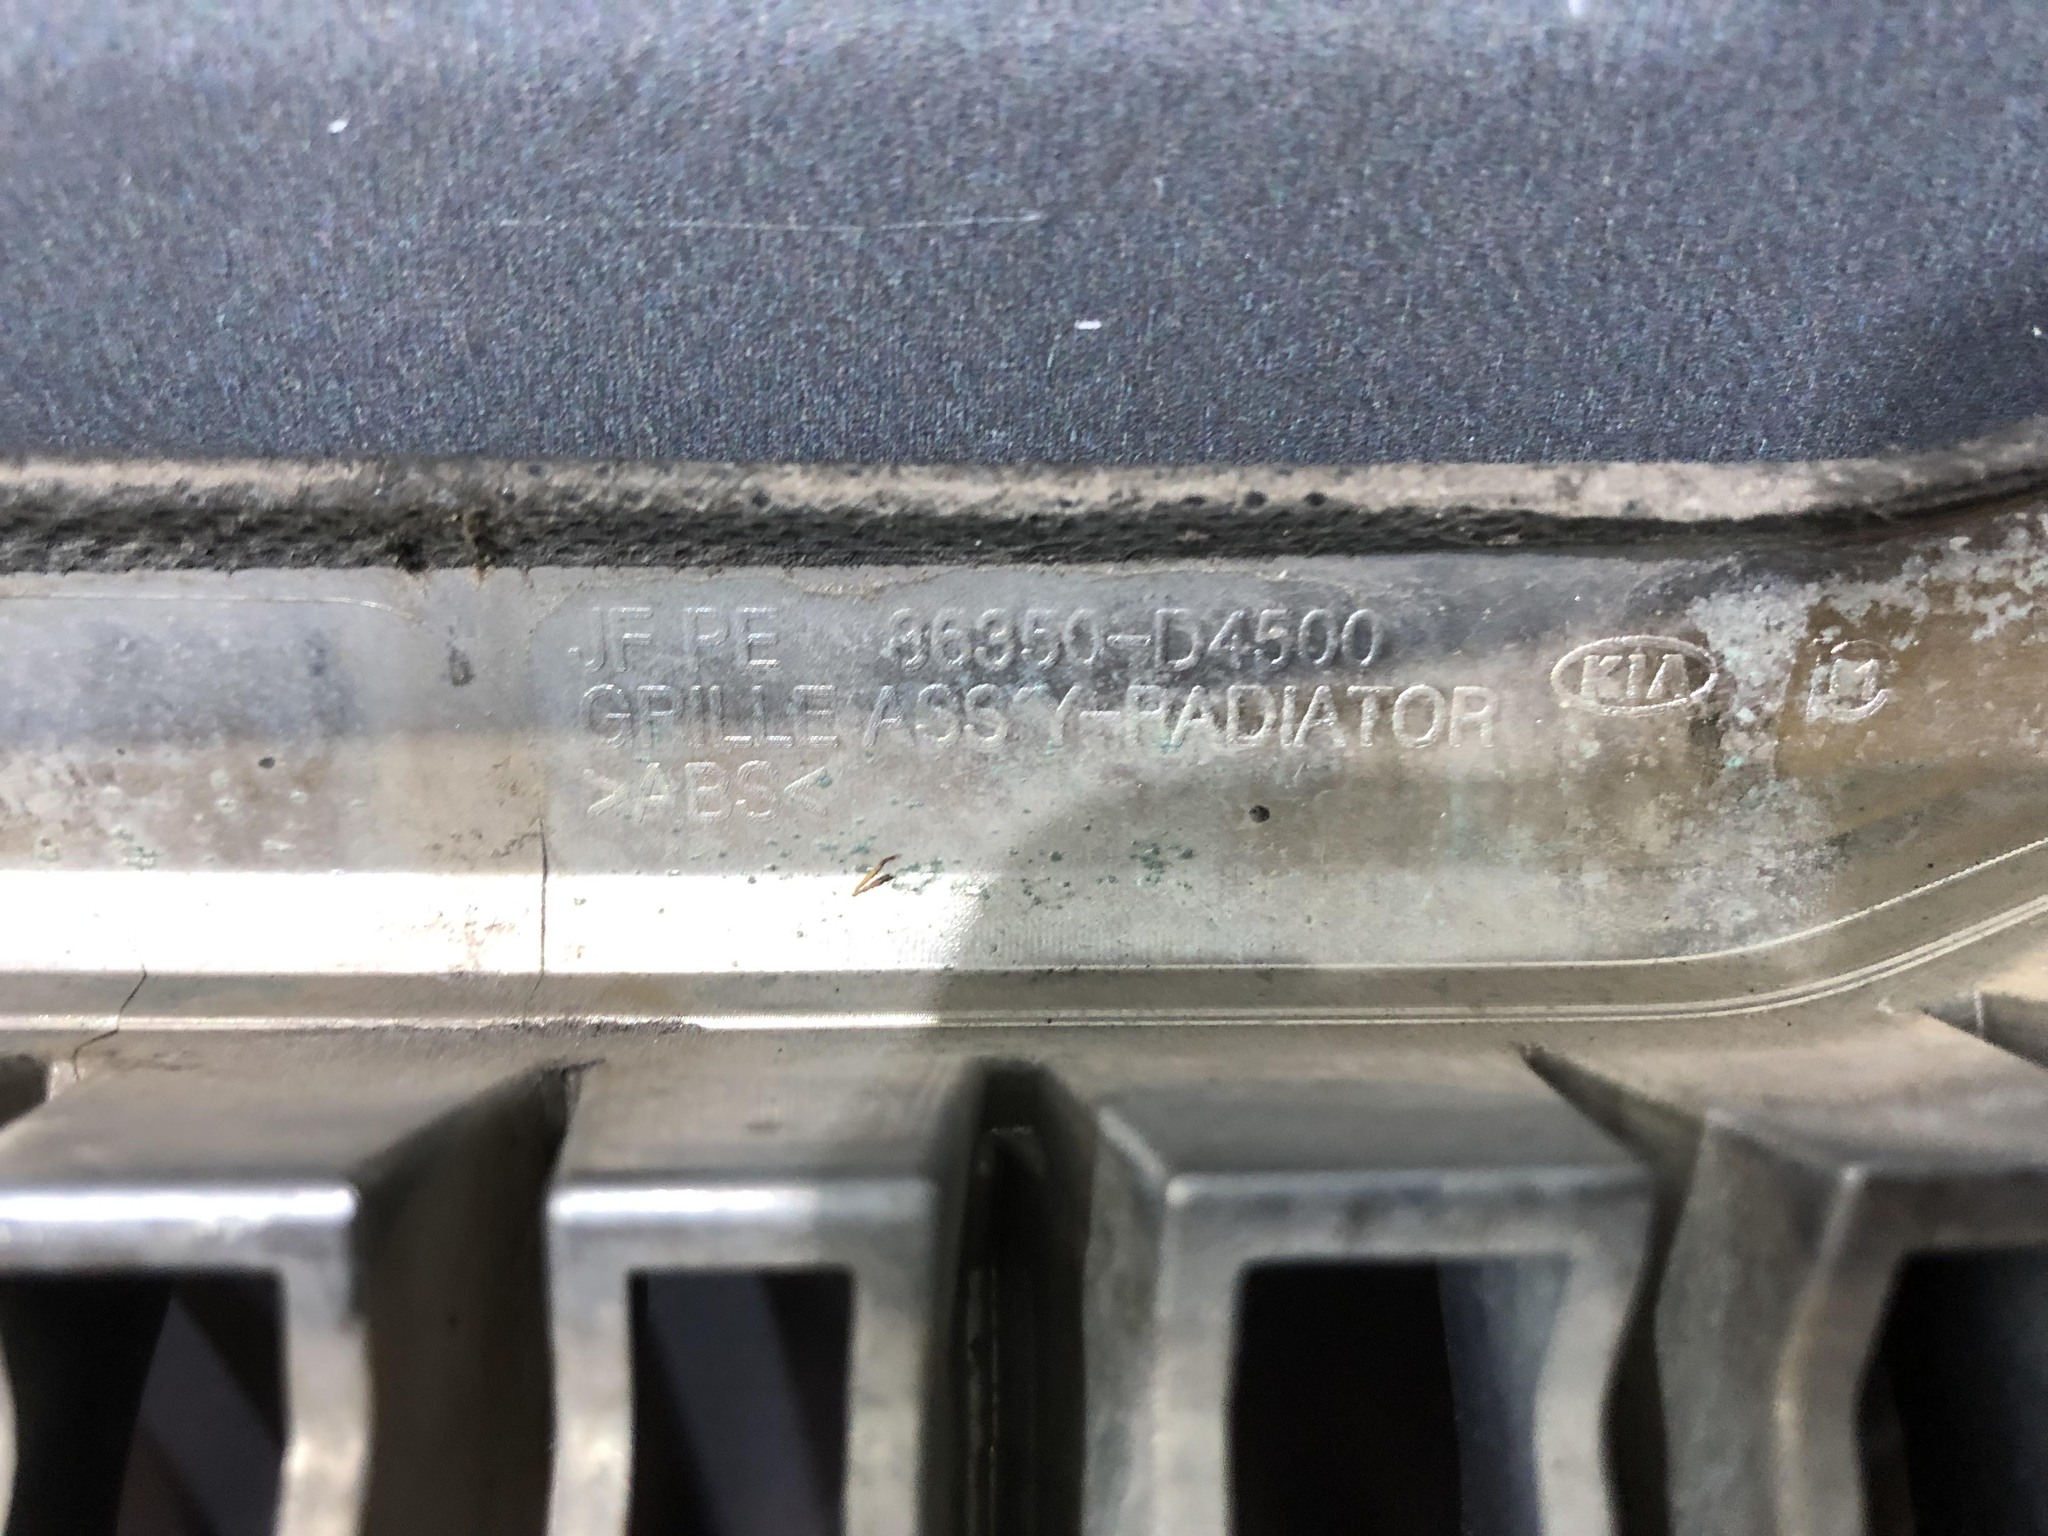 JF PE 86350-D4500
GRILLE ASS'Y-RADIATOR
>ABS<
KIA